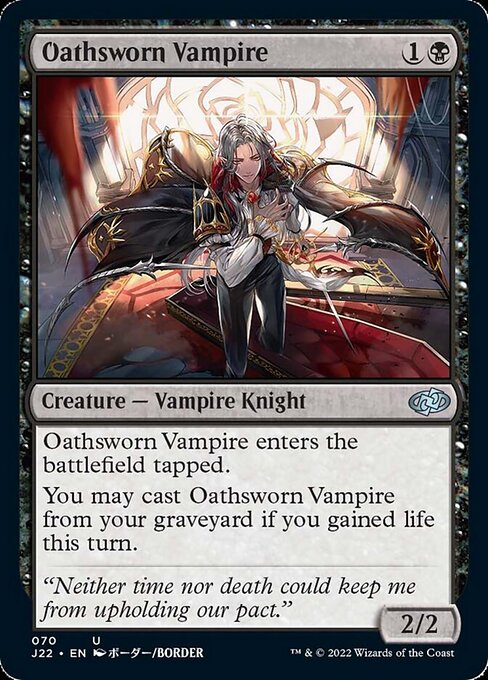 Oathsworn Vampire 1
Creature — Vampire Knight
Oathsworn Vampire enters the
battlefield tapped.
You may cast Oathsworn Vampire
from your graveyard if you gained life
this turn.
“Neither time nor death could keep me
from upholding our pact.”
2/2
070 U
J22 • EN ボーダー/BORDER
™ & © 2022 Wizards of the Coast